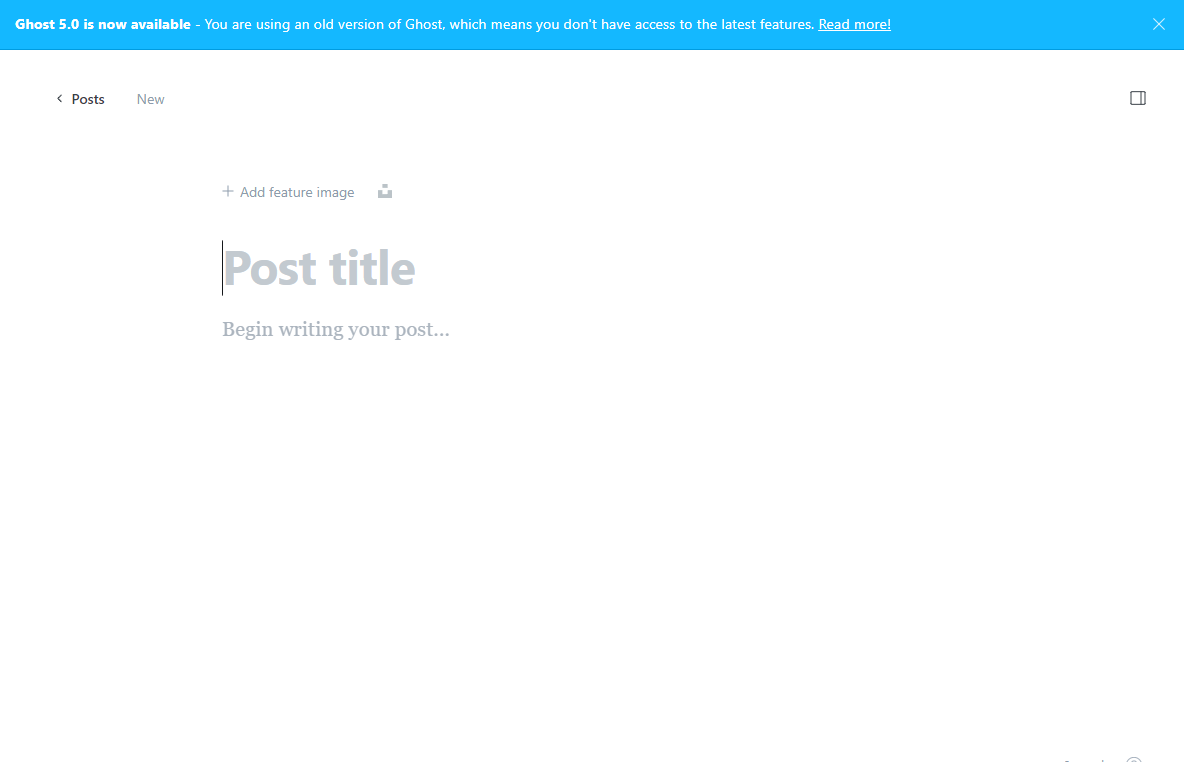 Ghost 5.0 is now available - You are using an old version of Ghost, which means you don't have access to the latest features. Read more!
Posts New
Add feature image
Post title
Begin writing your post...